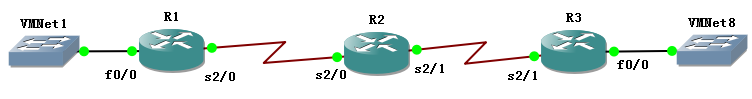 VMNet1
R1
R2
R3
VMNet8
f0/0
s2/0
s2/0
s2/1
s2/1
f0/0